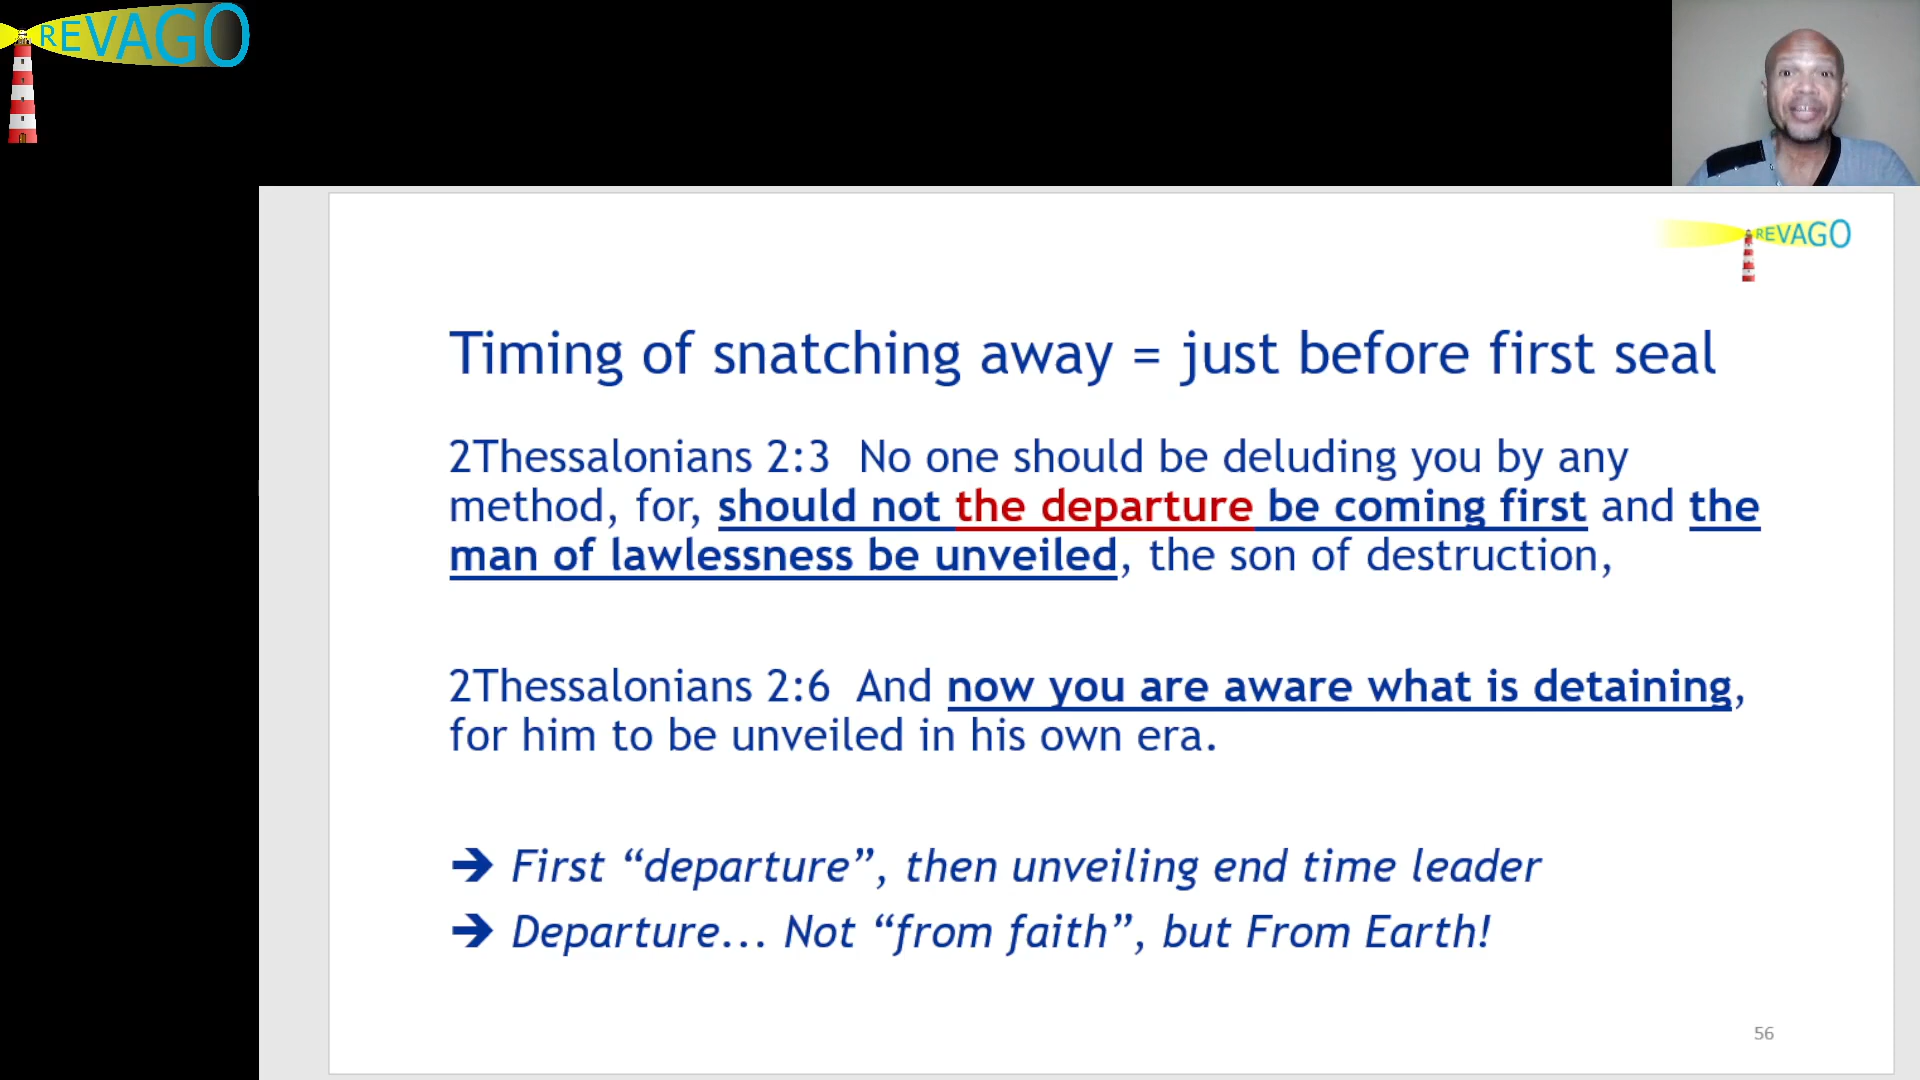 REVAGO
REVAGO
Timing of snatching away = just before first seal
2Thessalonians 2:3  No one should be deluding you by any
method, for, should not the departure be coming first and the
man of lawlessness be unveiled, the son of destruction,
2Thessalonians 2:6  And now you are aware what is detaining,
for him to be unveiled in his own era.
➔ First “departure”, then unveiling end time leader
➔ Departure... Not “from faith”, but From Earth!
56